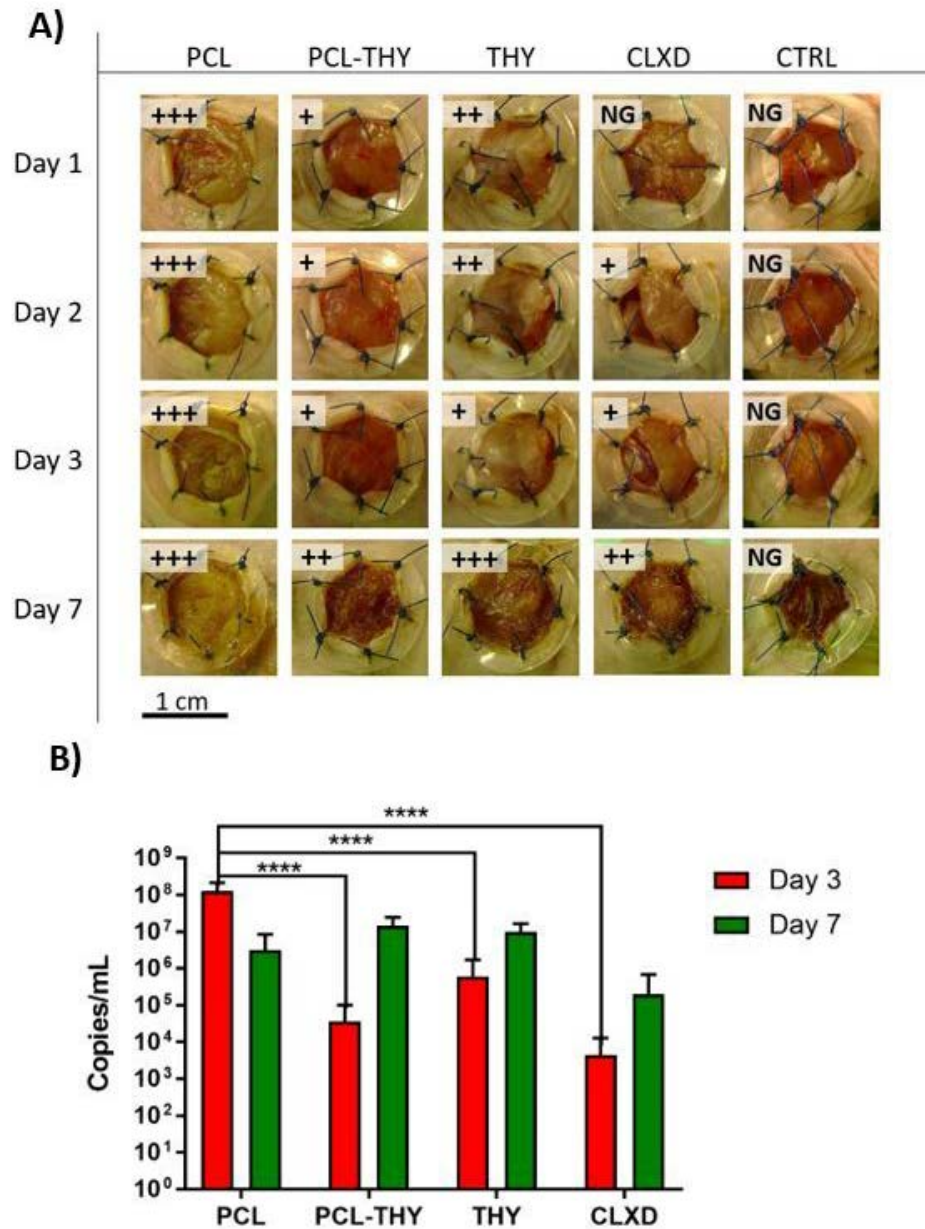 A)
PCL PCL-THY THY CLXD CTRL
Day 1 +++ + ++ NG NG
Day 2 +++ + ++ + NG
Day 3 +++ + + + NG
Day 7 +++ ++ +++ ++ NG
1 cm
B)
****
****
****
10⁹
10⁸
10⁷
10⁶
10⁵
10⁴
10³
10²
10¹
10⁰
Copies/mL
PCL PCL-THY THY CLXD
Day 3
Day 7